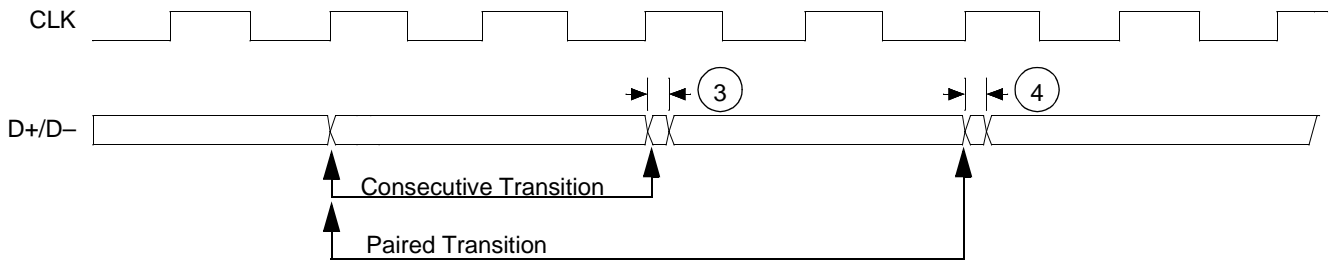 CLK
3
4
D+/D–
Consecutive Transition
Paired Transition